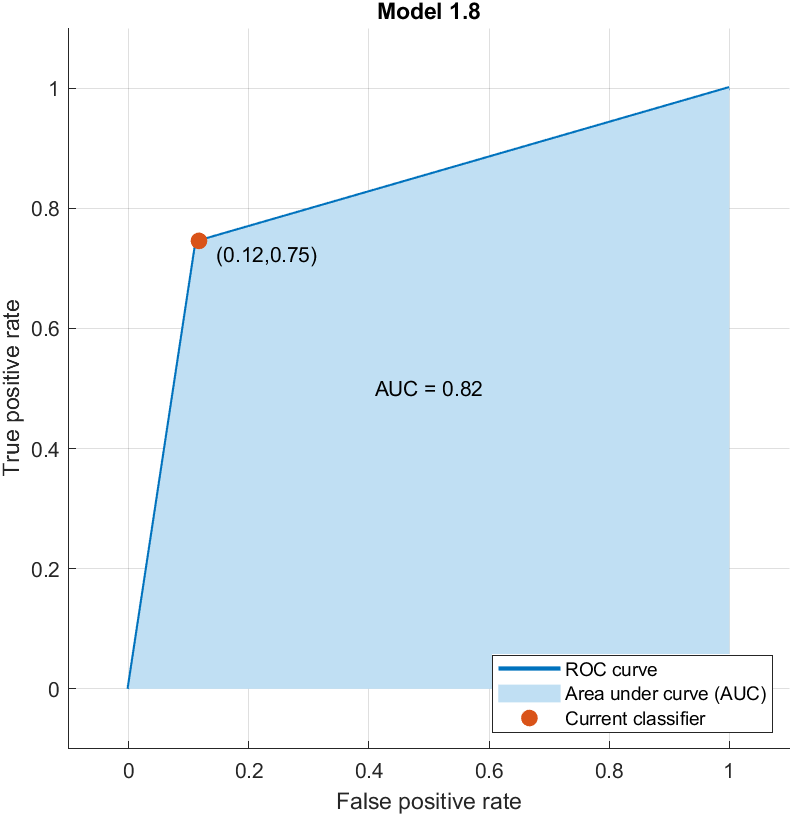 Model 1.8
1
0.8
0.6
0.4
0.2
0
True positive rate
(0.12,0.75)
AUC = 0.82
ROC curve
Area under curve (AUC)
Current classifier
0
0.2
0.4
0.6
0.8
1
False positive rate